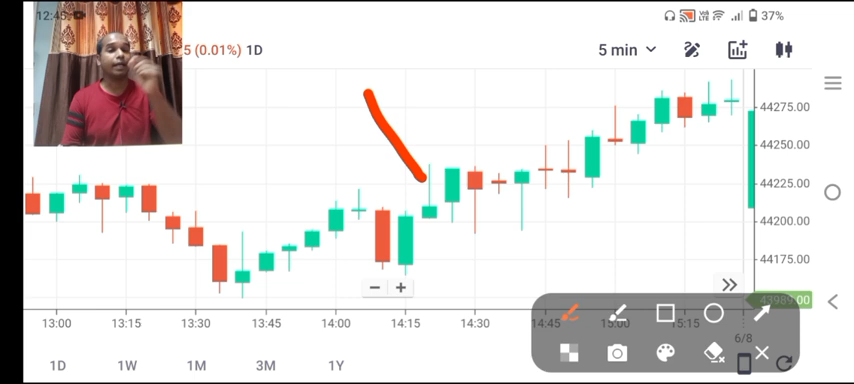 12:45
37%
5 (0.01%) 1D
5 min
44275.00
44250.00
44225.00
44200.00
44175.00
43989.00
13:00 13:15 13:30 13:45 14:00 14:15 14:30 14:45 15:00 15:15
6/8
1D 1W 1M 3M 1Y